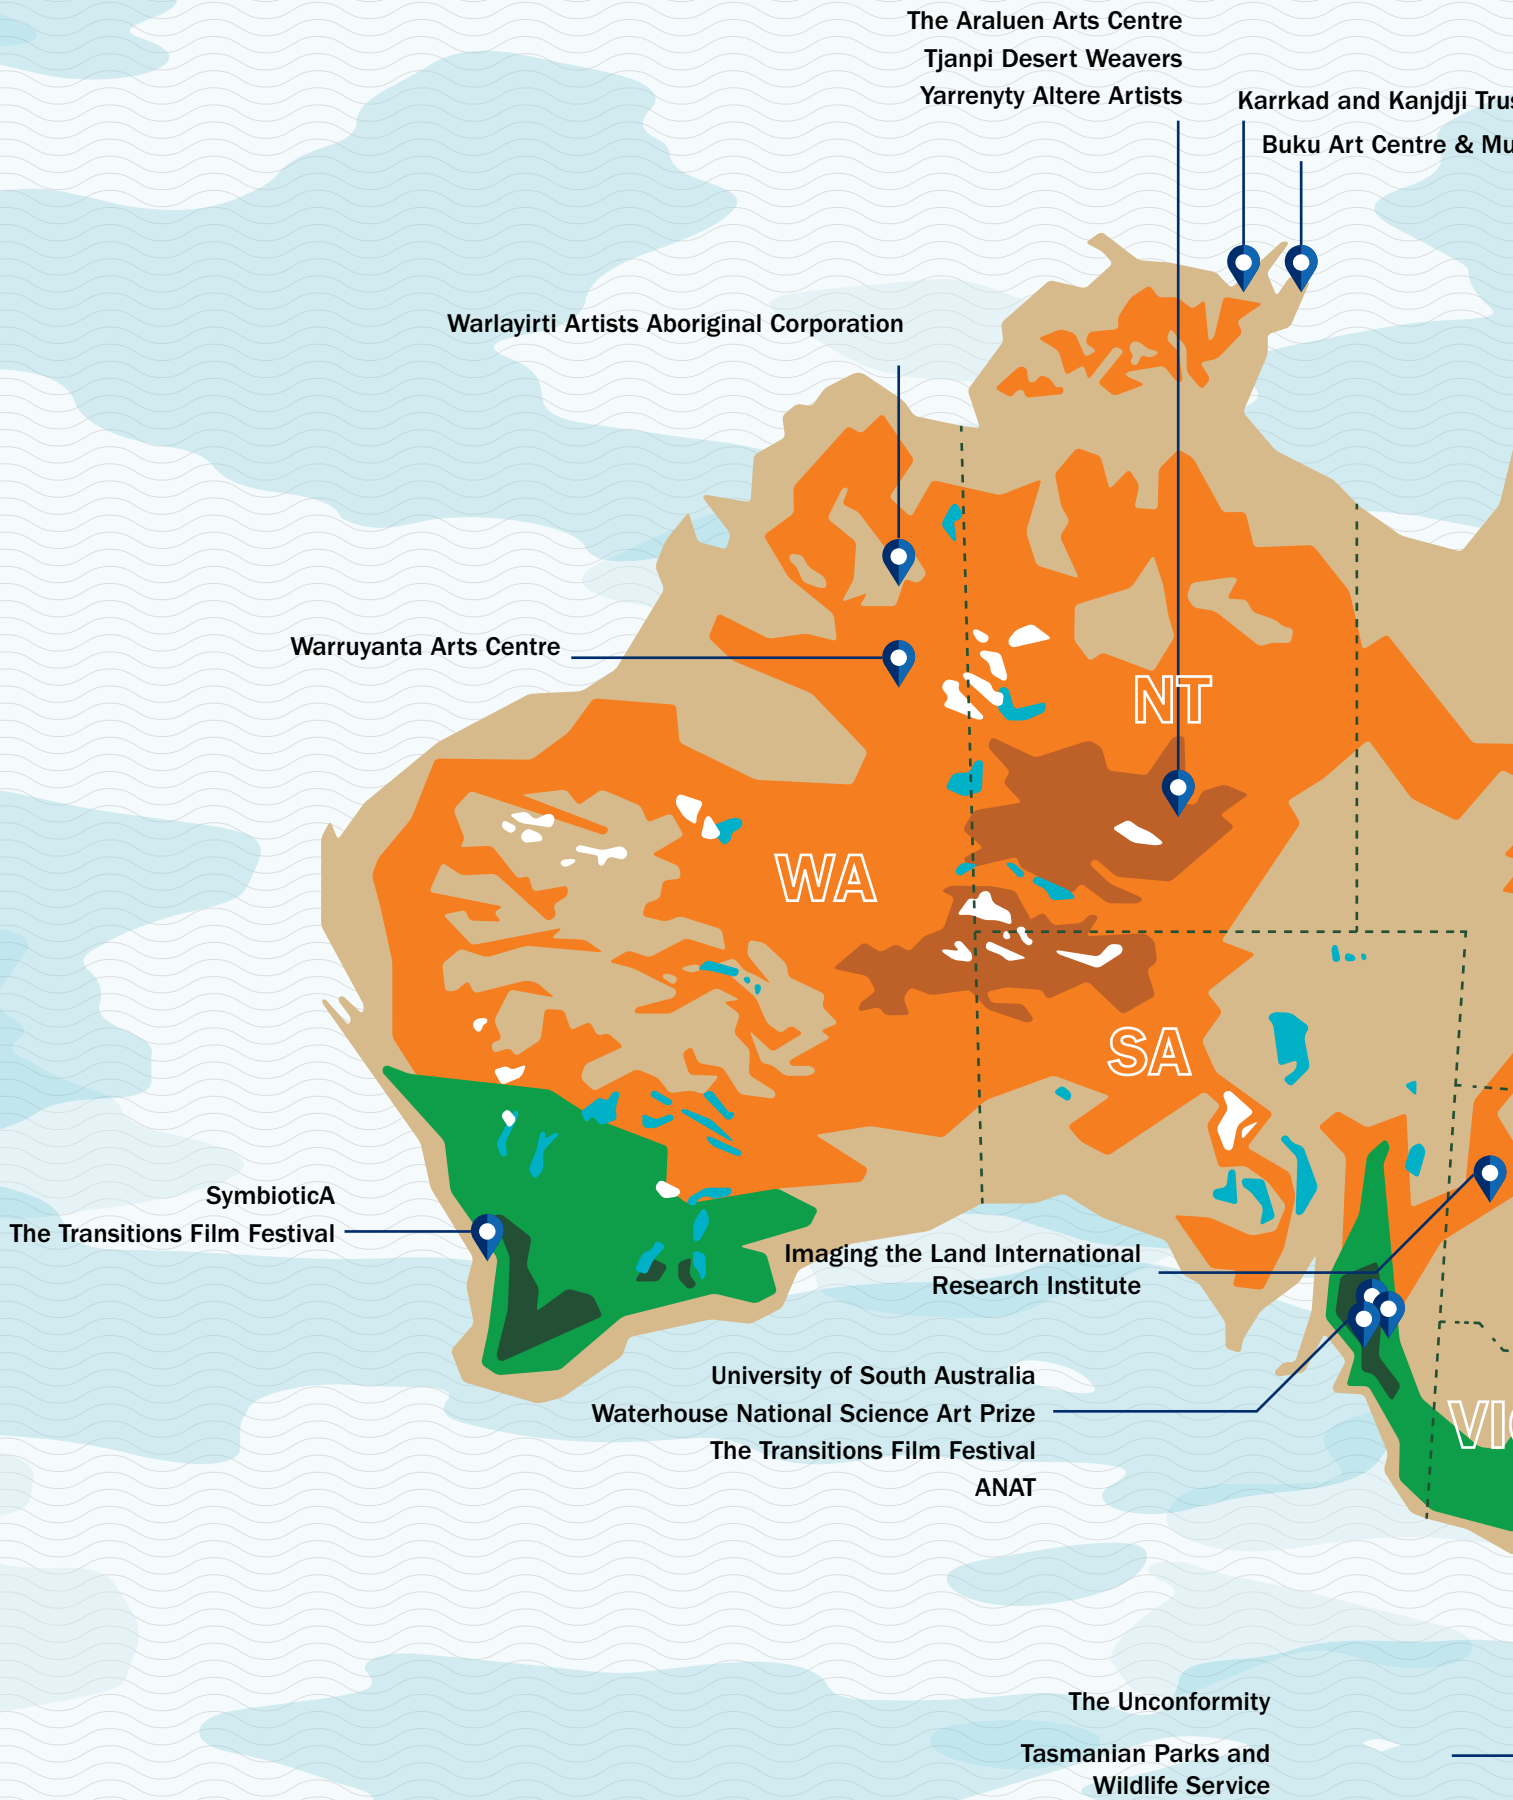 The Araluen Arts Centre
Tjanpi Desert Weavers
Yarrenyty Altere Artists
Karrkad and Kanjdji
Buku Art Centre &
Warlayirti Artists Aboriginal Corporation
Warruyanta Arts Centre
NT
WA
SA
SymbioticA
The Transitions Film Festival
Imaging the Land International
Research Institute
University of South Australia
Waterhouse National Science Art Prize
The Transitions Film Festival
ANAT
The Unconformity
Tasmanian Parks and
Wildlife Service